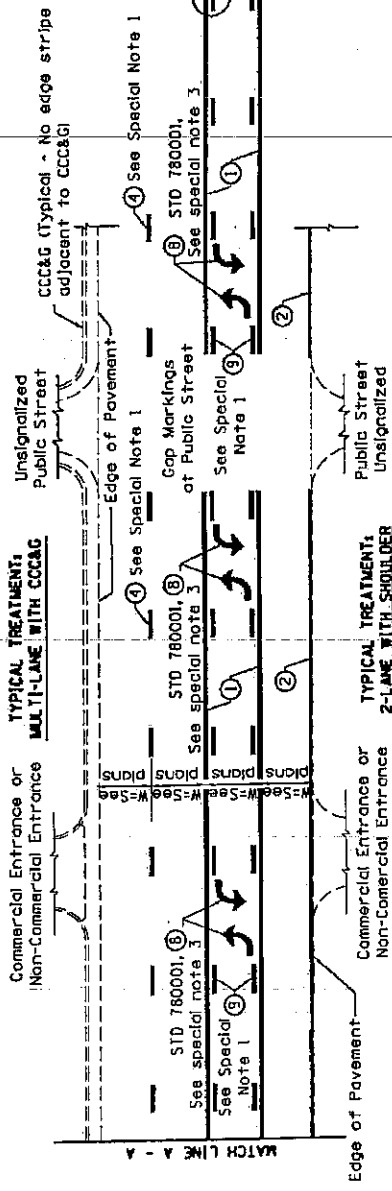 Commercial Entrance or
Non-Commercial Entrance
TYPICAL TREATMENT:
MULTI-LANE WITH CCC&G
Unsignalized
Public Street
CCC&G (Typical - No edge stripe
adjacent to CCC&G)
Edge of Pavement
④ See Special Note 1
④ See Special Note 1
Gap Markings
at Public Street
STD 780001,
See special note 3
⑧
See Special
Note 1
⑨
W=See plans
W=See plans
W=See plans
W=See plans
STD 780001,
See special note 3
⑧
①
②
See Special
Note 1
⑨
⑧
STD 780001,
See special note 3
①
②
MATCH LINE A - A
Edge of Pavement
Commercial Entrance or
Non-Comercial Entrance
TYPICAL TREATMENT:
2-LANE WITH SHOULDER
Public Street
Unsignalized